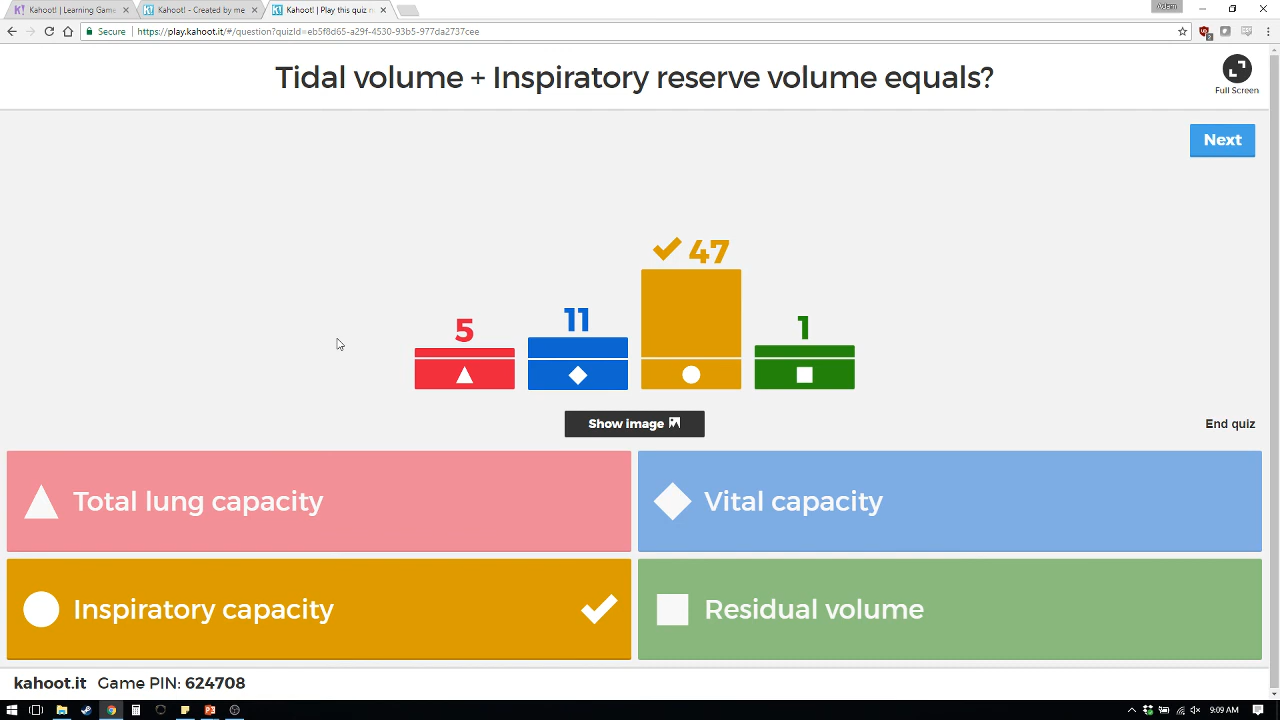 Kahoot! | Learning Game
Kahoot! - Created by me
Kahoot! | Play this quiz n
Adam
Secure
https://play.kahoot.it/#/question?quizId=eb5f8d65-a29f-4530-93b5-977da2737cee
Tidal volume + Inspiratory reserve volume equals?
Full Screen
Next
5
11
47
1
Show image
End quiz
Total lung capacity
Vital capacity
Inspiratory capacity
Residual volume
kahoot.it Game PIN: 624708
9:09 AM